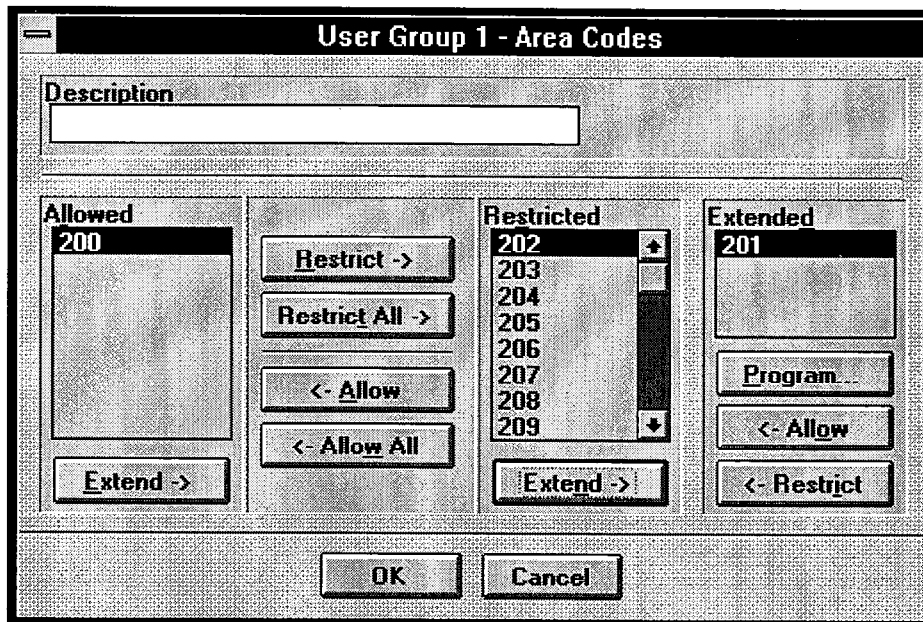 User Group 1 - Area Codes
Description
Allowed
200
Extend ->
Restrict ->
Restrict All ->
<- Allow
<- Allow All
Restricted
202
203
204
205
206
207
208
209
Extend ->
Extended
201
Program...
<- Allow
<- Restrict
OK
Cancel